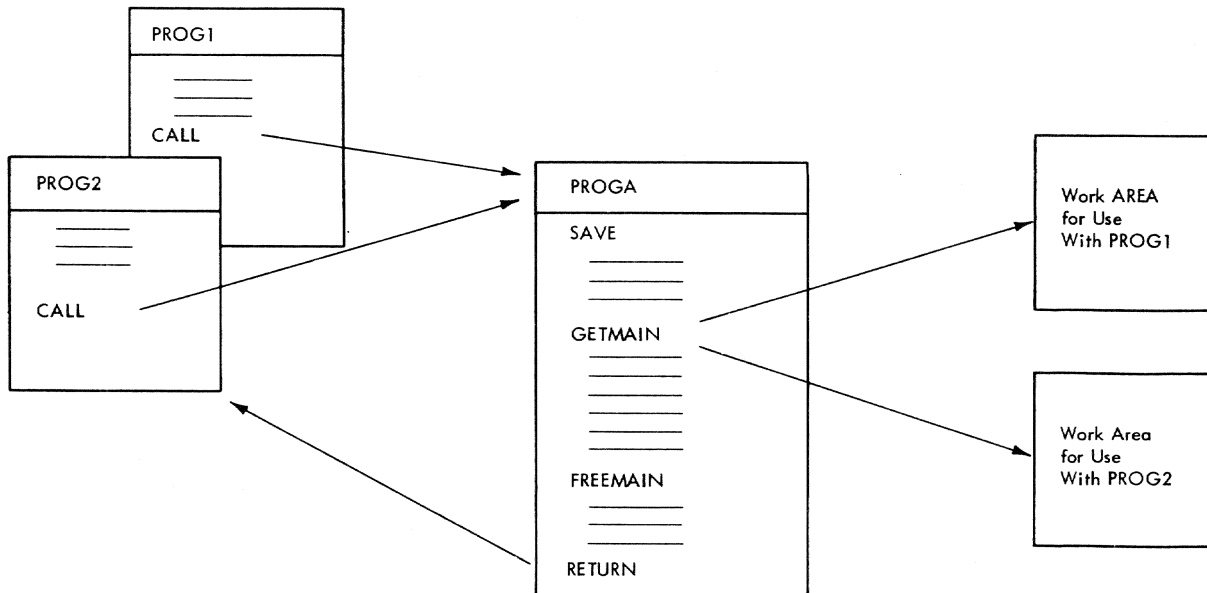 PROG1
CALL
PROG2
CALL
PROGA
SAVE
GETMAIN
FREEMAIN
RETURN
Work AREA
for Use
With PROG1
Work Area
for Use
With PROG2